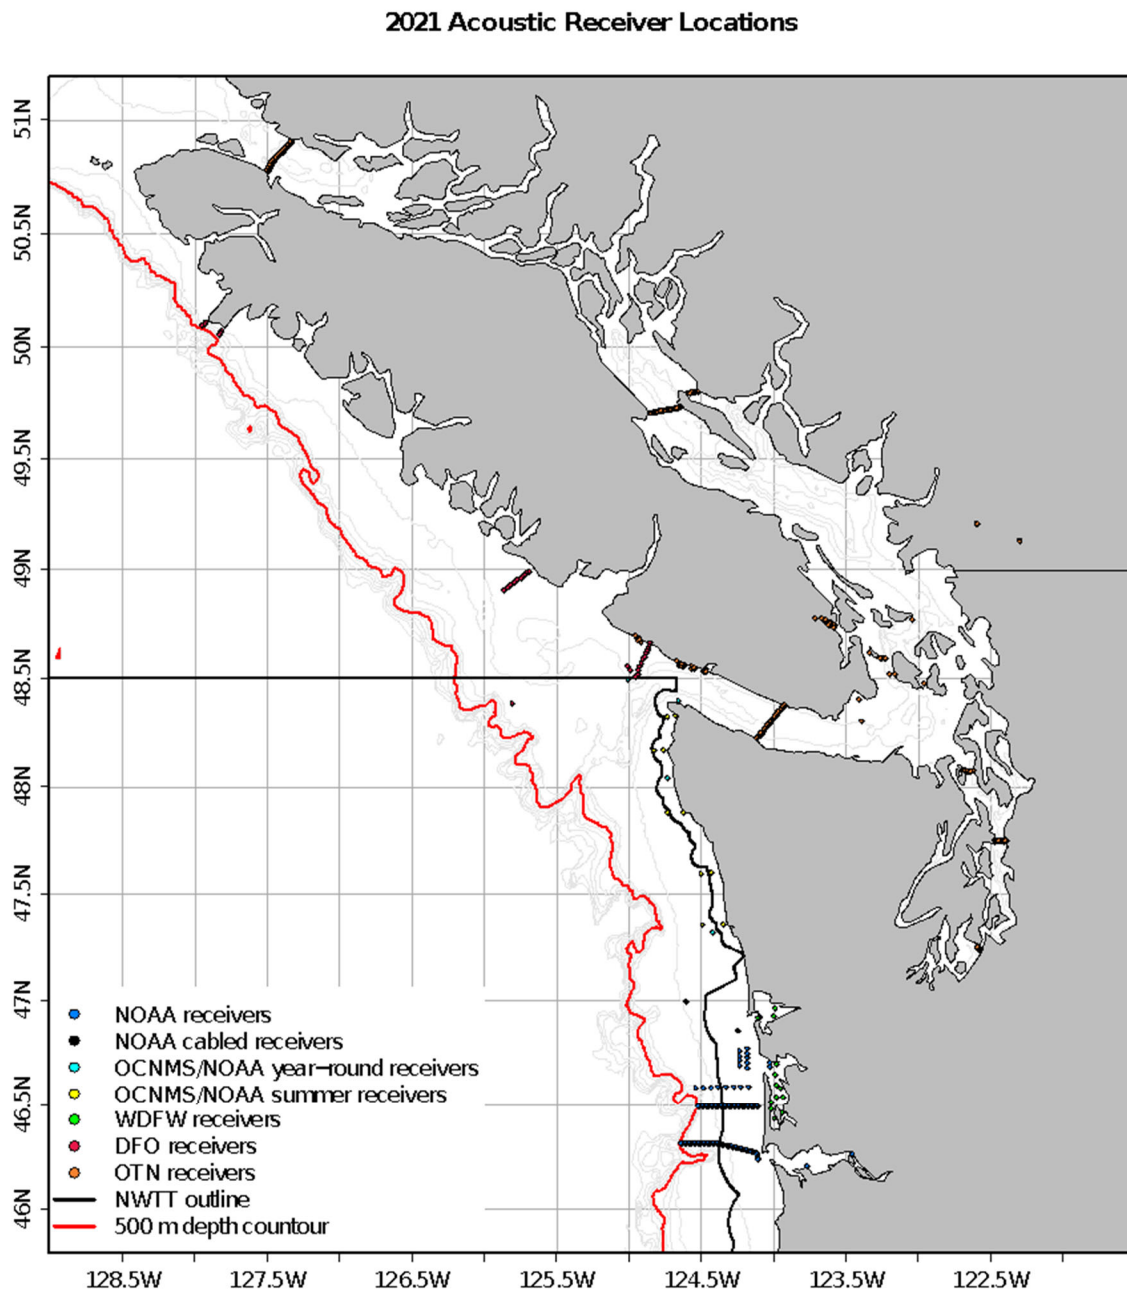 2021 Acoustic Receiver Locations
51N
50.5N
50N
49.5N
49N
48.5N
48N
47.5N
47N
46.5N
46N
NOAA receivers
NOAA cabled receivers
OCNMS/NOAA year-round receivers
OCNMS/NOAA summer receivers
WDFW receivers
DFO receivers
OTN receivers
NWTT outline
500 m depth countour
128.5W 127.5W 126.5W 125.5W 124.5W 123.5W 122.5W